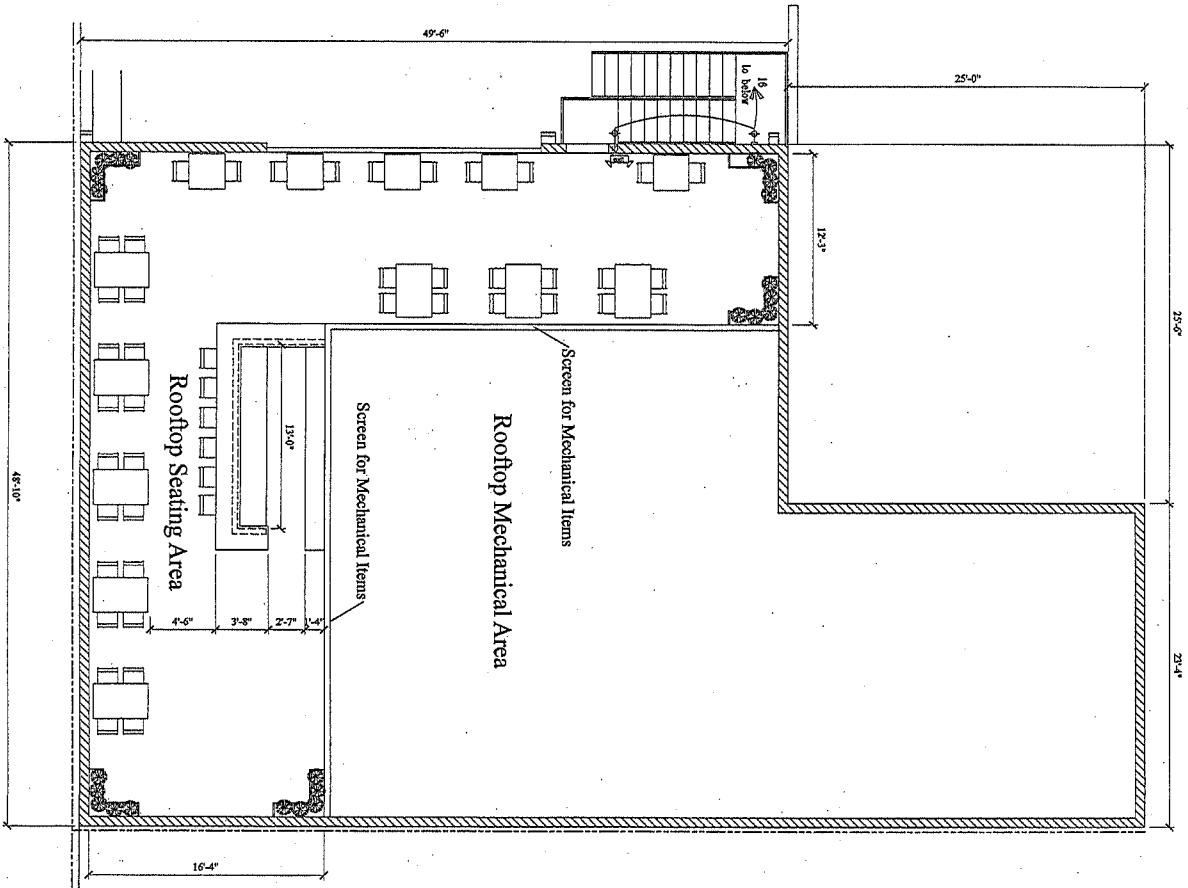 49'-6"
25'-0"
16
to below
12'-3"
25'-6"
Screen for Mechanical Items
Rooftop Mechanical Area
Screen for Mechanical Items
13'-0"
Rooftop Seating Area
48'-10"
4'-6"
3'-8"
2'-7"
1'-4"
23'-4"
16'-4"